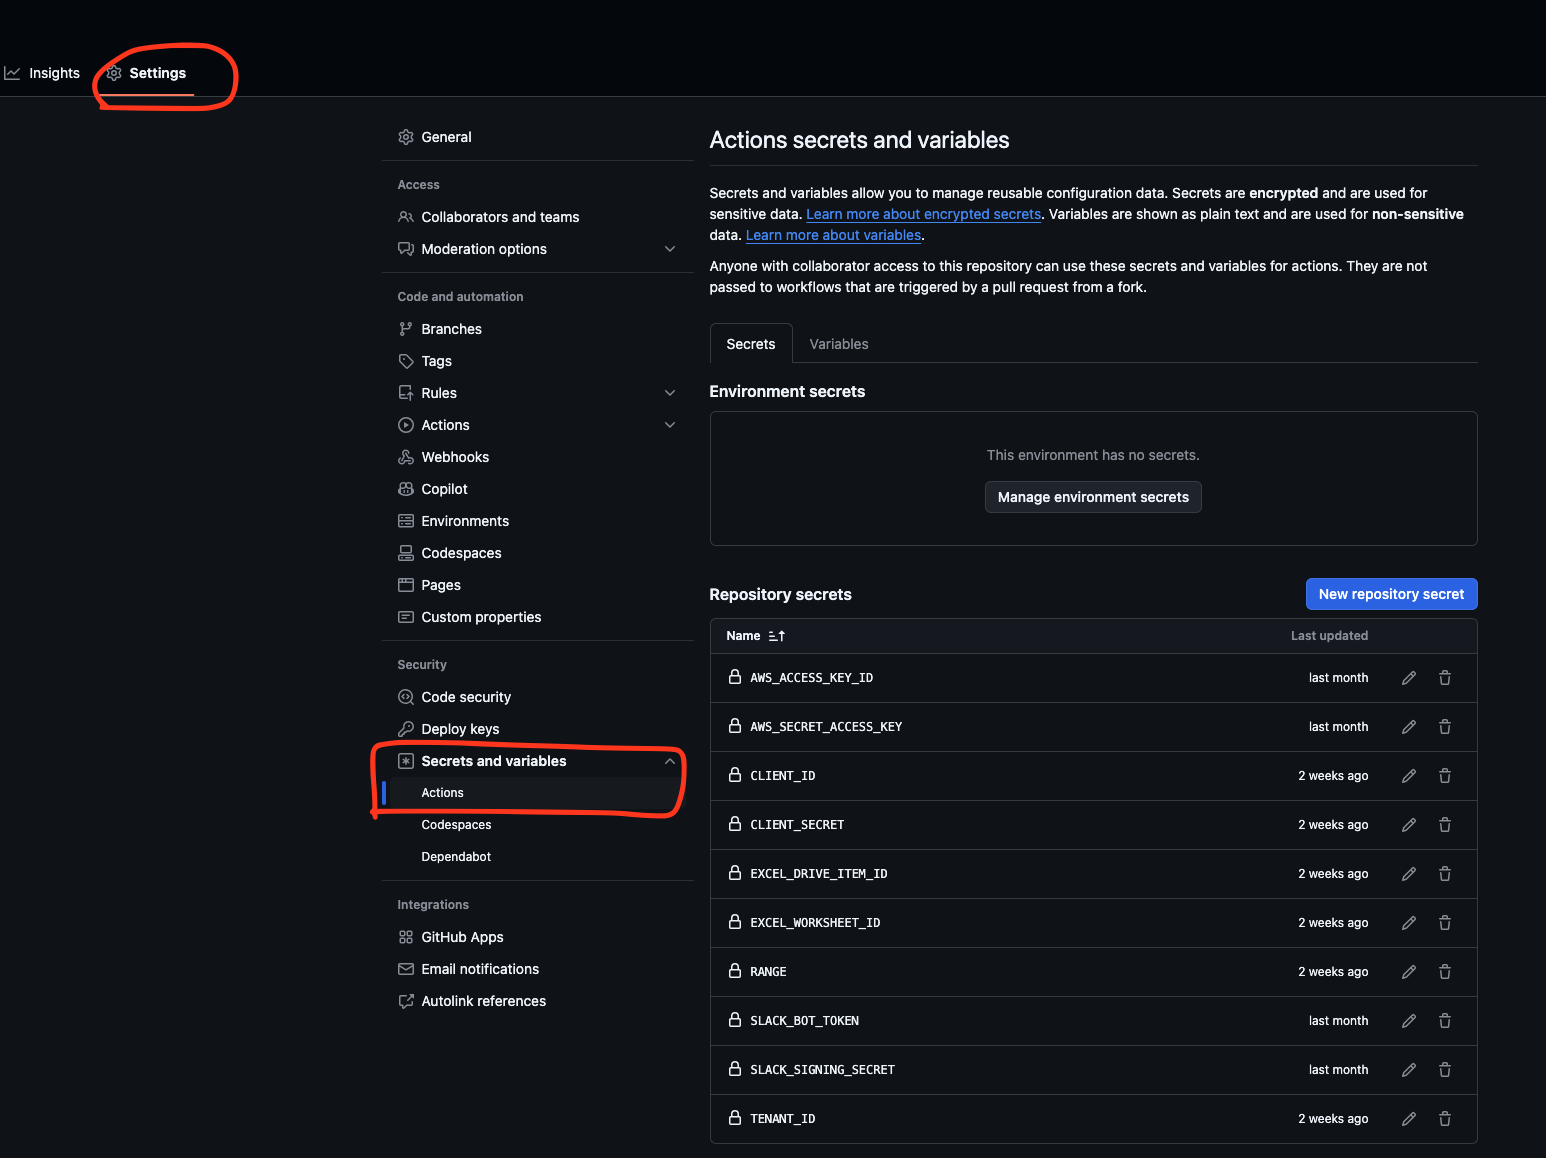 Insights
Settings
General
Access
Collaborators and teams
Moderation options
Code and automation
Branches
Tags
Rules
Actions
Webhooks
Copilot
Environments
Codespaces
Pages
Custom properties
Security
Code security
Deploy keys
Secrets and variables
Actions
Codespaces
Dependabot
Integrations
GitHub Apps
Email notifications
Autolink references
Actions secrets and variables
Secrets and variables allow you to manage reusable configuration data. Secrets are encrypted and are used for
sensitive data. Learn more about encrypted secrets. Variables are shown as plain text and are used for non-sensitive
data. Learn more about variables.
Anyone with collaborator access to this repository can use these secrets and variables for actions. They are not
passed to workflows that are triggered by a pull request from a fork.
Secrets Variables
Environment secrets
This environment has no secrets.
Manage environment secrets
Repository secrets New repository secret
Name Last updated
AWS_ACCESS_KEY_ID last month
AWS_SECRET_ACCESS_KEY last month
CLIENT_ID 2 weeks ago
CLIENT_SECRET 2 weeks ago
EXCEL_DRIVE_ITEM_ID 2 weeks ago
EXCEL_WORKSHEET_ID 2 weeks ago
RANGE 2 weeks ago
SLACK_BOT_TOKEN last month
SLACK_SIGNING_SECRET last month
TENANT_ID 2 weeks ago